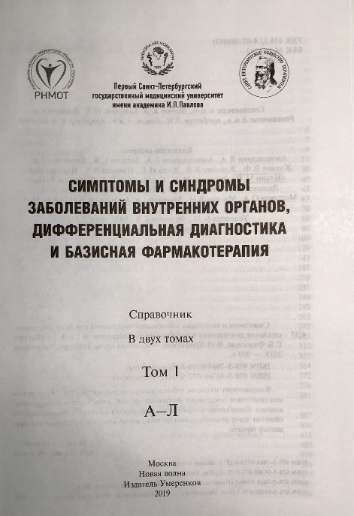 РНМОТ
Первый Санкт-Петербургский
государственный медицинский университет
имени академика И.П.Павлова
СИМПТОМЫ И СИНДРОМЫ
ЗАБОЛЕВАНИЙ ВНУТРЕННИХ ОРГАНОВ,
ДИФФЕРЕНЦИАЛЬНАЯ ДИАГНОСТИКА
И БАЗИСНАЯ ФАРМАКОТЕРАПИЯ
Справочник
В двух томах
Том 1
А–Л
Москва
Новая волна
Издатель Умеренков
2019